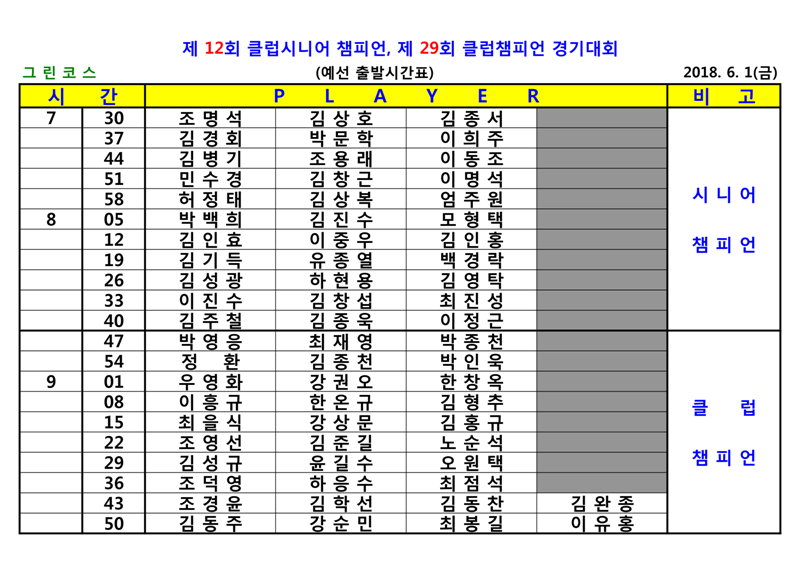 제 12회 클럽시니어 챔피언, 제 29회 클럽챔피언 경기대회
그 린 코 스 (예선 출발시간표) 2018. 6. 1(금)
시 간 P L A Y E R 비 고
7 30 조 명 석 김 상 호 김 종 서
37 김 경 회 박 문 학 이 희 주
44 김 병 기 조 용 래 이 동 조
51 민 수 경 김 창 근 이 명 석
58 허 정 태 김 상 복 엄 주 원
시 니 어
8 05 박 백 희 김 진 수 모 형 택
12 김 인 효 이 중 우 김 인 홍
챔 피 언
19 김 기 득 유 종 열 백 경 락
26 김 성 광 하 현 용 김 영 탁
33 이 진 수 김 창 섭 최 진 성
40 김 주 철 김 종 욱 이 정 근
47 박 영 응 최 재 영 박 종 천
54 정 환 김 종 천 박 인 욱
9 01 우 영 화 강 권 오 한 창 옥
08 이 흥 규 한 온 규 김 형 추
클 럽
15 최 을 식 강 상 문 김 홍 규
22 조 영 선 김 준 길 노 순 석
29 김 성 규 윤 길 수 오 원 택
챔 피 언
36 조 덕 영 하 응 수 최 점 석
43 조 경 윤 김 학 선 김 동 찬 김 완 종
50 김 동 주 강 순 민 최 봉 길 이 유 홍